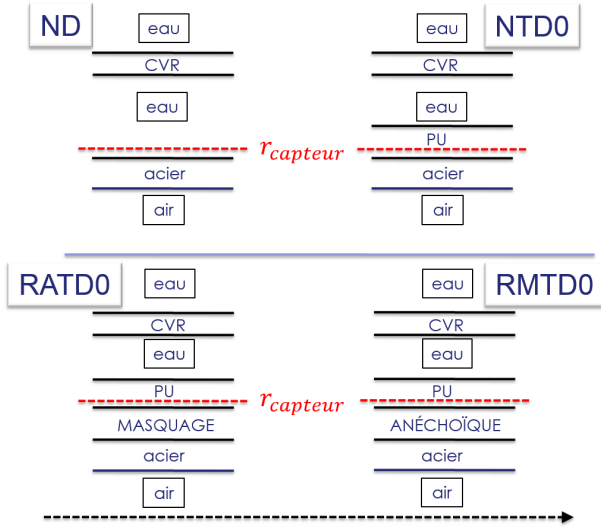 ND
eau
CVR
eau
acier
air
NTD0
eau
CVR
eau
PU
acier
air
r_capteur
RATD0
eau
CVR
eau
PU
MASQUAGE
acier
air
RMTD0
eau
CVR
eau
PU
ANÉCHOÏQUE
acier
air
r_capteur